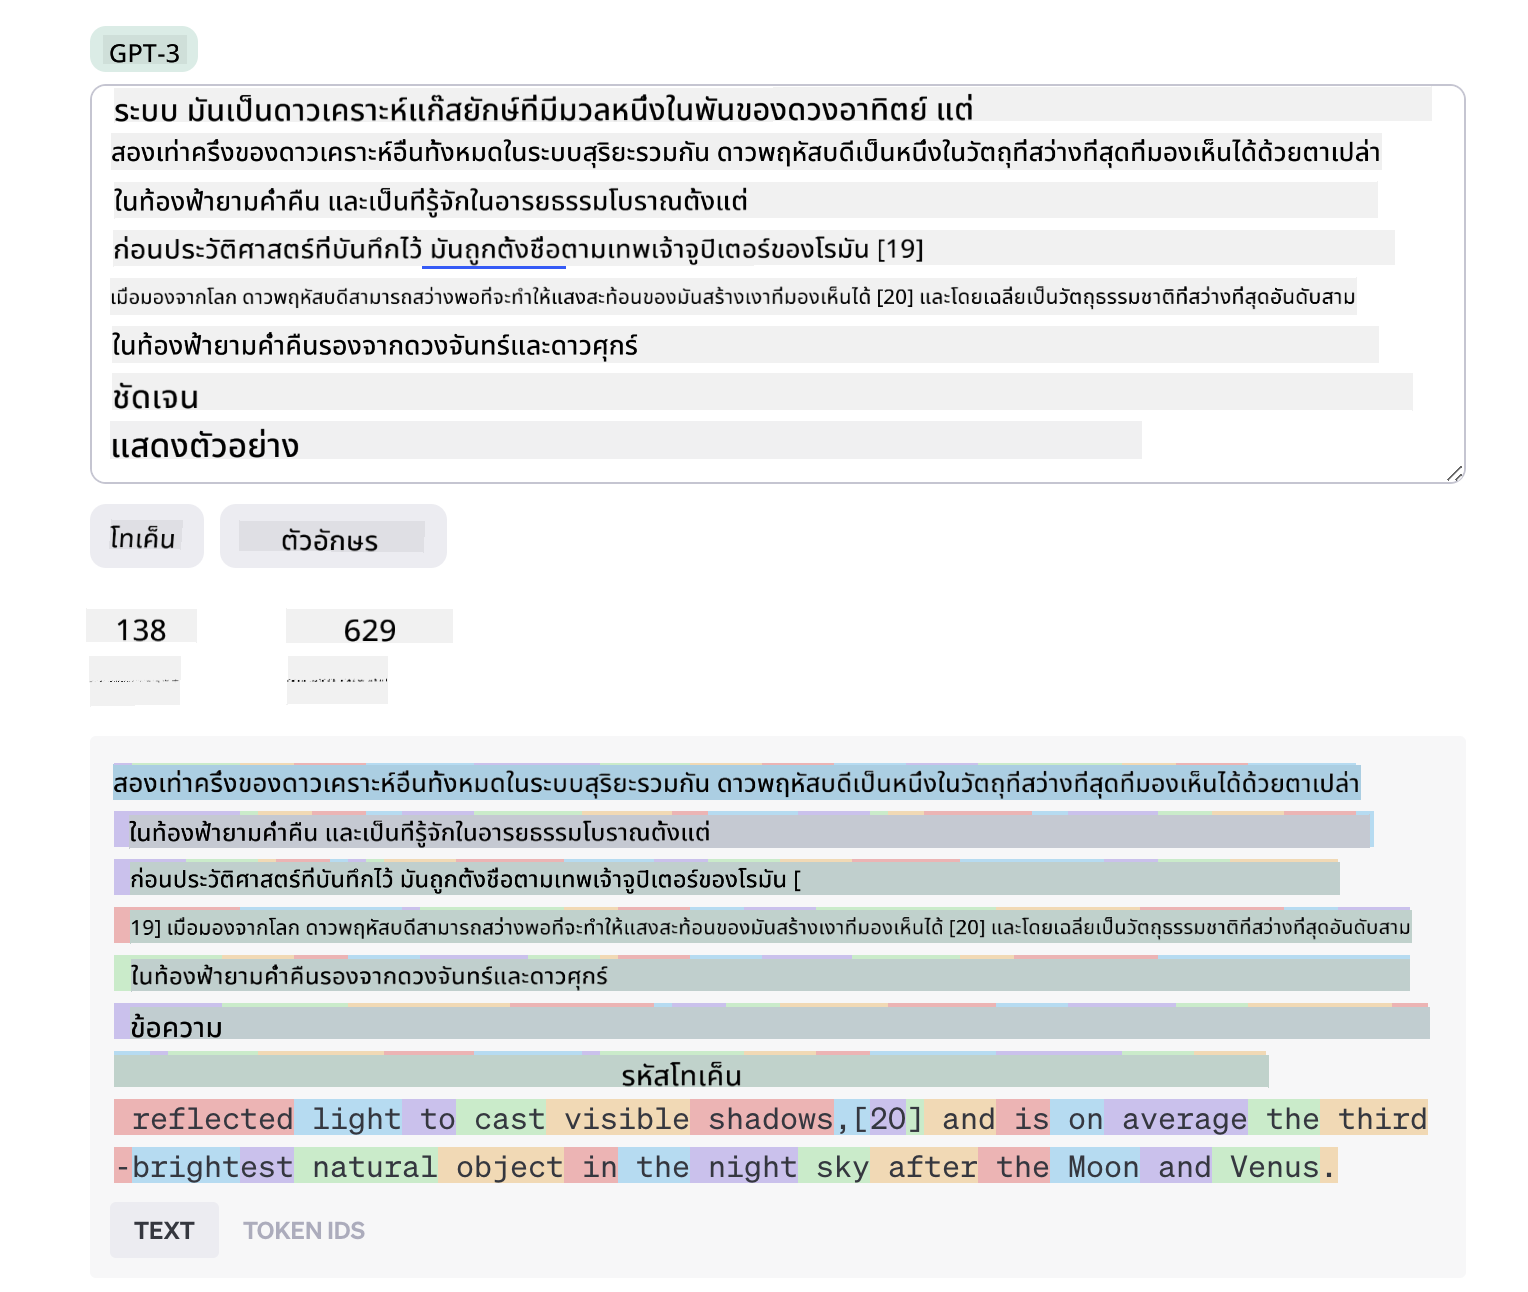 GPT-3
ระบบ มันเป็นดาวเคราะห์แก๊สยักษ์ที่มีมวลหนึ่งในพันของดวงอาทิตย์ แต่
สองเท่าครึ่งของดาวเคราะห์อื่นทั้งหมดในระบบสุริยะรวมกัน ดาวพฤหัสบดีเป็นหนึ่งในวัตถุที่สว่างที่สุดที่มองเห็นได้ด้วยตาเปล่า
ในท้องฟ้ายามค่ำคืน และเป็นที่รู้จักในอารยธรรมโบราณตั้งแต่
ก่อนประวัติศาสตร์ที่บันทึกไว้ มันถูกตั้งชื่อตามเทพเจ้าจูปิเตอร์ของโรมัน [19]
เมื่อมองจากโลก ดาวพฤหัสบดีสามารถสว่างพอที่จะทำให้แสงสะท้อนของมันสร้างเงาที่มองเห็นได้ [20] และโดยเฉลี่ยเป็นวัตถุธรรมชาติที่สว่างที่สุดอันดับสาม
ในท้องฟ้ายามค่ำคืนรองจากดวงจันทร์และดาวศุกร์
ชัดเจน
แสดงตัวอย่าง
โทเค็น ตัวอักษร
138 629
สองเท่าครึ่งของดาวเคราะห์อื่นทั้งหมดในระบบสุริยะรวมกัน ดาวพฤหัสบดีเป็นหนึ่งในวัตถุที่สว่างที่สุดที่มองเห็นได้ด้วยตาเปล่า
ในท้องฟ้ายามค่ำคืน และเป็นที่รู้จักในอารยธรรมโบราณตั้งแต่
ก่อนประวัติศาสตร์ที่บันทึกไว้ มันถูกตั้งชื่อตามเทพเจ้าจูปิเตอร์ของโรมัน [
19] เมื่อมองจากโลก ดาวพฤหัสบดีสามารถสว่างพอที่จะทำให้แสงสะท้อนของมันสร้างเงาที่มองเห็นได้ [20] และโดยเฉลี่ยเป็นวัตถุธรรมชาติที่สว่างที่สุดอันดับสาม
ในท้องฟ้ายามค่ำคืนรองจากดวงจันทร์และดาวศุกร์
ข้อความ
รหัสโทเค็น
reflected light to cast visible shadows,[20] and is on average the third
-brightest natural object in the night sky after the Moon and Venus.
TEXT TOKEN IDS